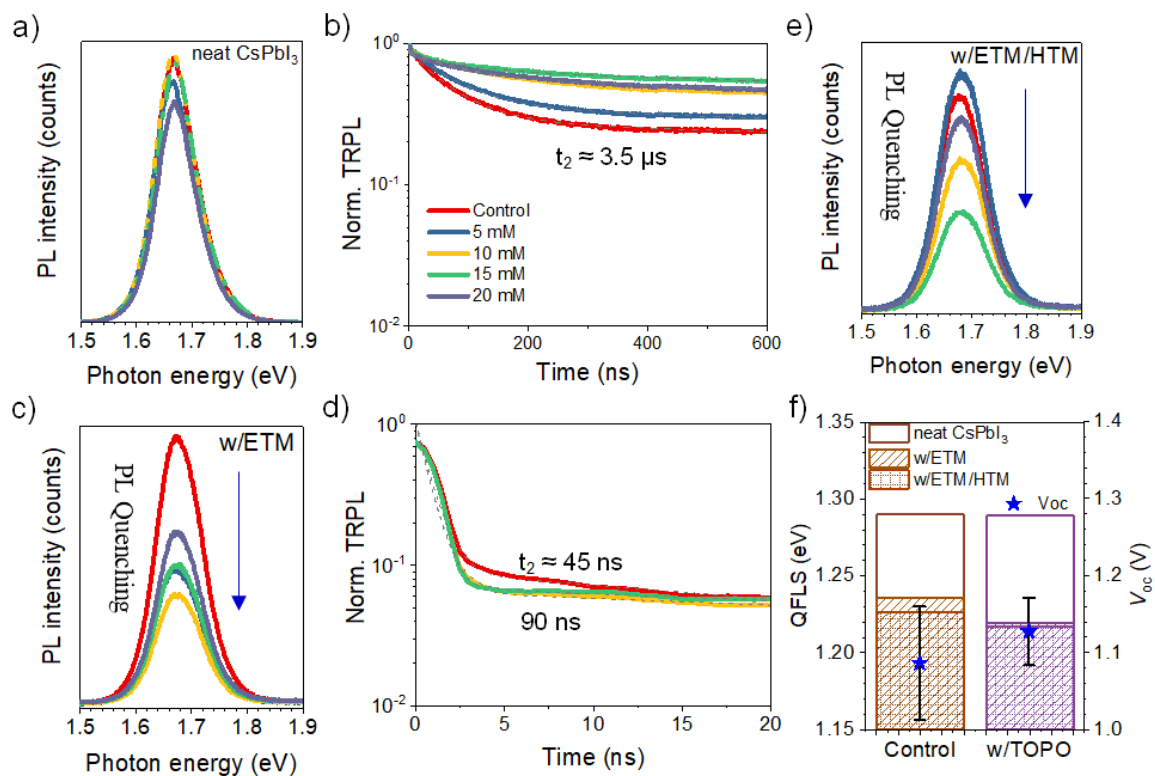 a)
neat CsPbI3
PL intensity (counts)
1.5 1.6 1.7 1.8 1.9
Photon energy (eV)
b)
10^0
10^-1
10^-2
Norm. TRPL
t2 ≈ 3.5 µs
Control
5 mM
10 mM
15 mM
20 mM
0 200 400 600
Time (ns)
e)
w/ETM/HTM
PL Quenching
PL intensity (counts)
1.5 1.6 1.7 1.8 1.9
Photon energy (eV)
c)
w/ETM
PL Quenching
PL intensity (counts)
1.5 1.6 1.7 1.8 1.9
Photon energy (eV)
d)
10^0
10^-1
10^-2
Norm. TRPL
t2 ≈ 45 ns
90 ns
0 5 10 15 20
Time (ns)
f)
neat CsPbI3
w/ETM
w/ETM/HTM
Voc
1.35
1.30
1.25
1.20
1.15
QFLS (eV)
1.4
1.3
1.2
1.1
1.0
Voc (V)
Control w/TOPO